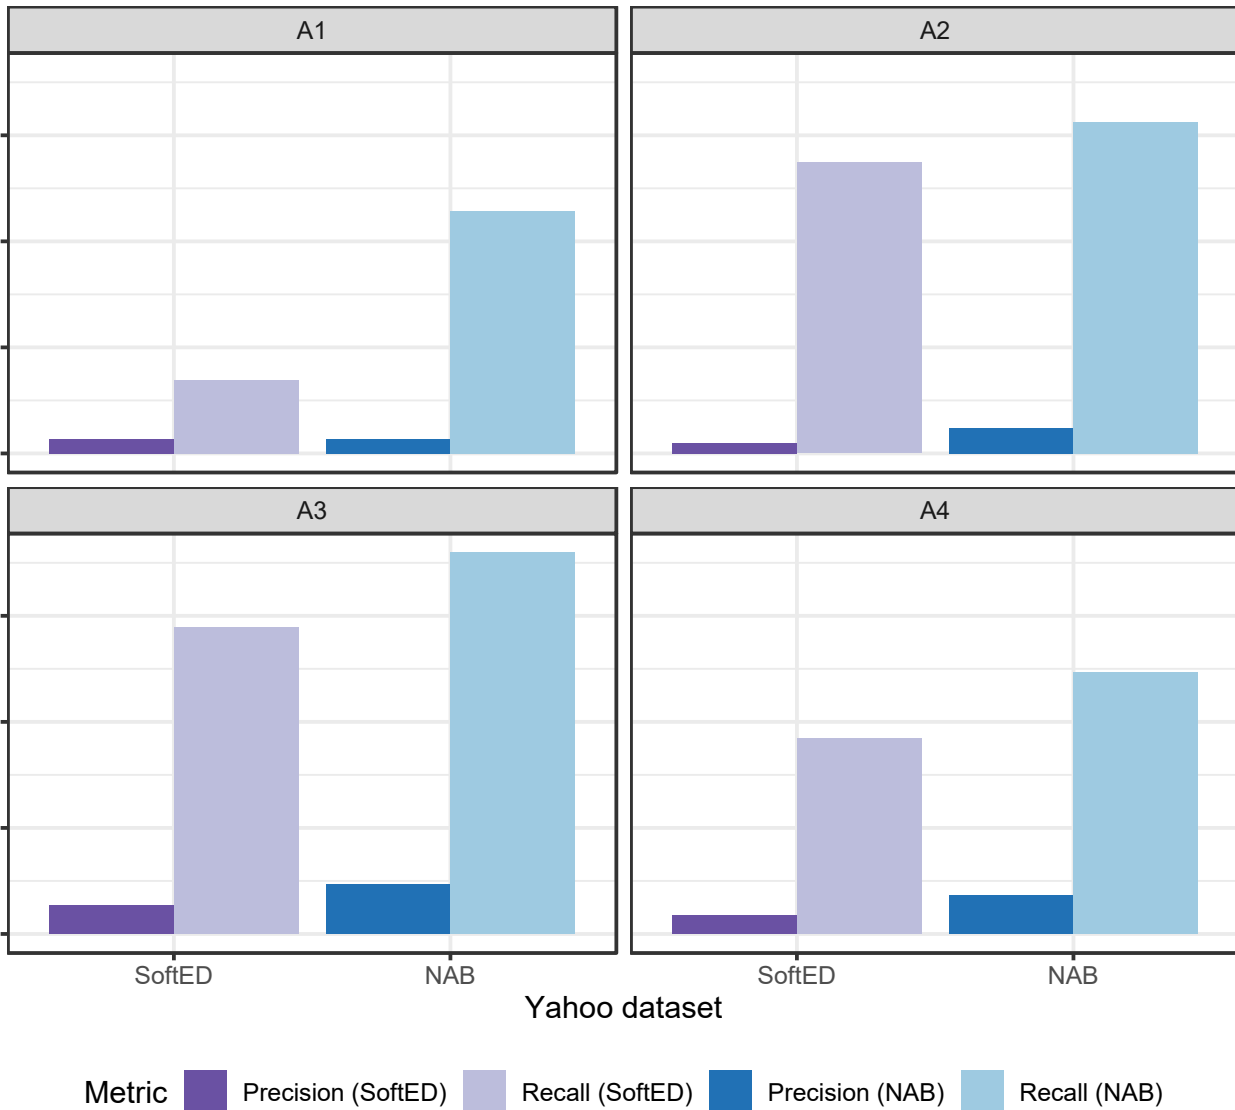 A1 A2
A3 A4
SoftED NAB SoftED NAB
Yahoo dataset
Metric Precision (SoftED) Recall (SoftED) Precision (NAB) Recall (NAB)